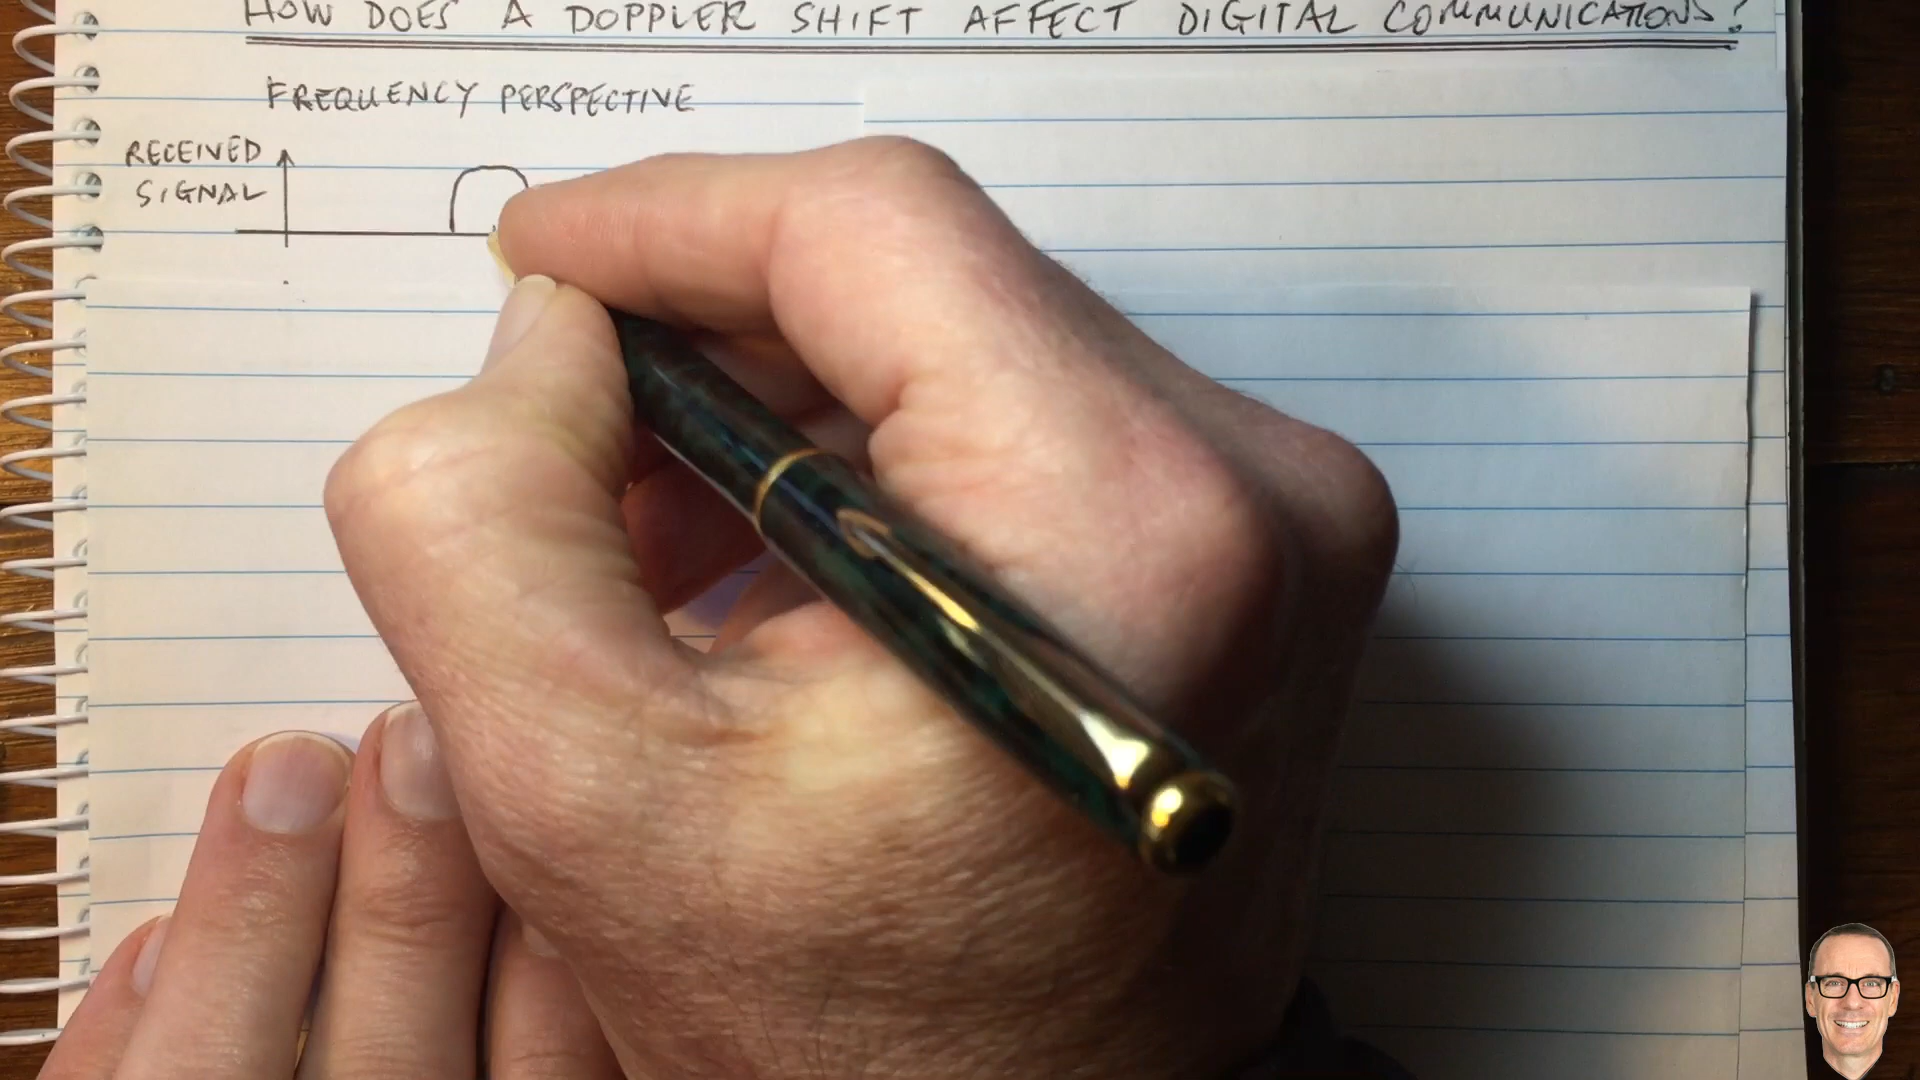 HOW DOES A DOPPLER SHIFT AFFECT DIGITAL COMMUNICATIONS?
FREQUENCY PERSPECTIVE
RECEIVED
SIGNAL